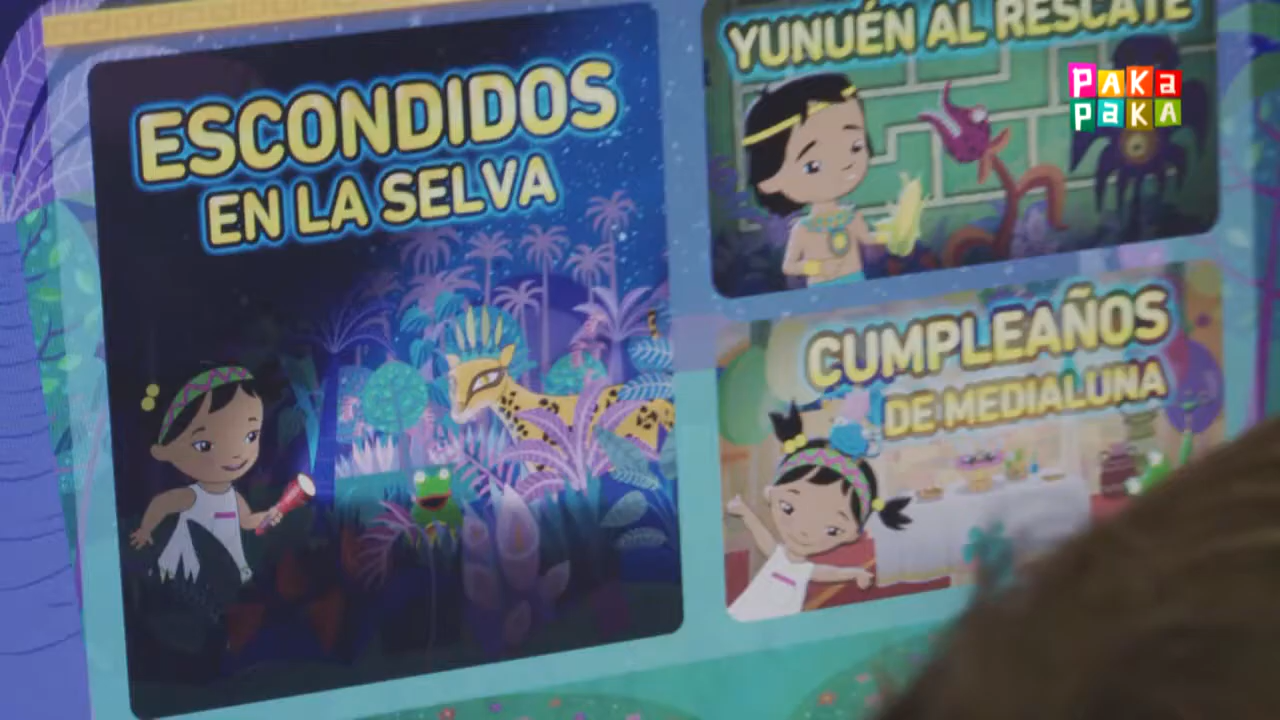 ESCONDIDOS
EN LA SELVA
YUNUÉN AL RESCATE
PAKa
PaKA
CUMPLEAÑOS
DE MEDIALUNA